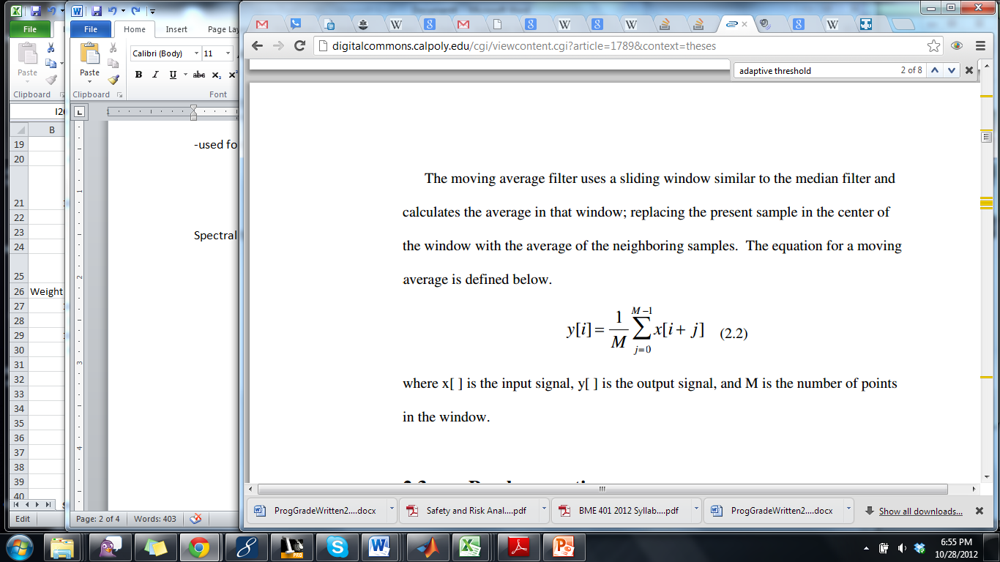 File
File
Home
Insert
Page Lay
Paste
Clipboard
Paste
Clipboard
Calibri (Body)
11
B I U abc x₂ x²
Font
digitalcommons.calpoly.edu/cgi/viewcontent.cgi?article=1789&context=theses
adaptive threshold
2 of 8
B
19
20
21
22
23
24
25
26
Weight
27
28
29
30
31
32
33
34
35
36
37
38
39
40
-used fo
Spectral
The moving average filter uses a sliding window similar to the median filter and
calculates the average in that window; replacing the present sample in the center of
the window with the average of the neighboring samples.  The equation for a moving
average is defined below.
y[i] = 1/M ∑_{j=0}^{M-1} x[i + j] (2.2)
where x[ ] is the input signal, y[ ] is the output signal, and M is the number of points
in the window.
Edit
Page: 2 of 4
Words: 403
ProgGradeWritten2....docx
Safety and Risk Anal....pdf
BME 401 2012 Syllab....pdf
ProgGradeWritten2....docx
Show all downloads...
6:55 PM
10/28/2012